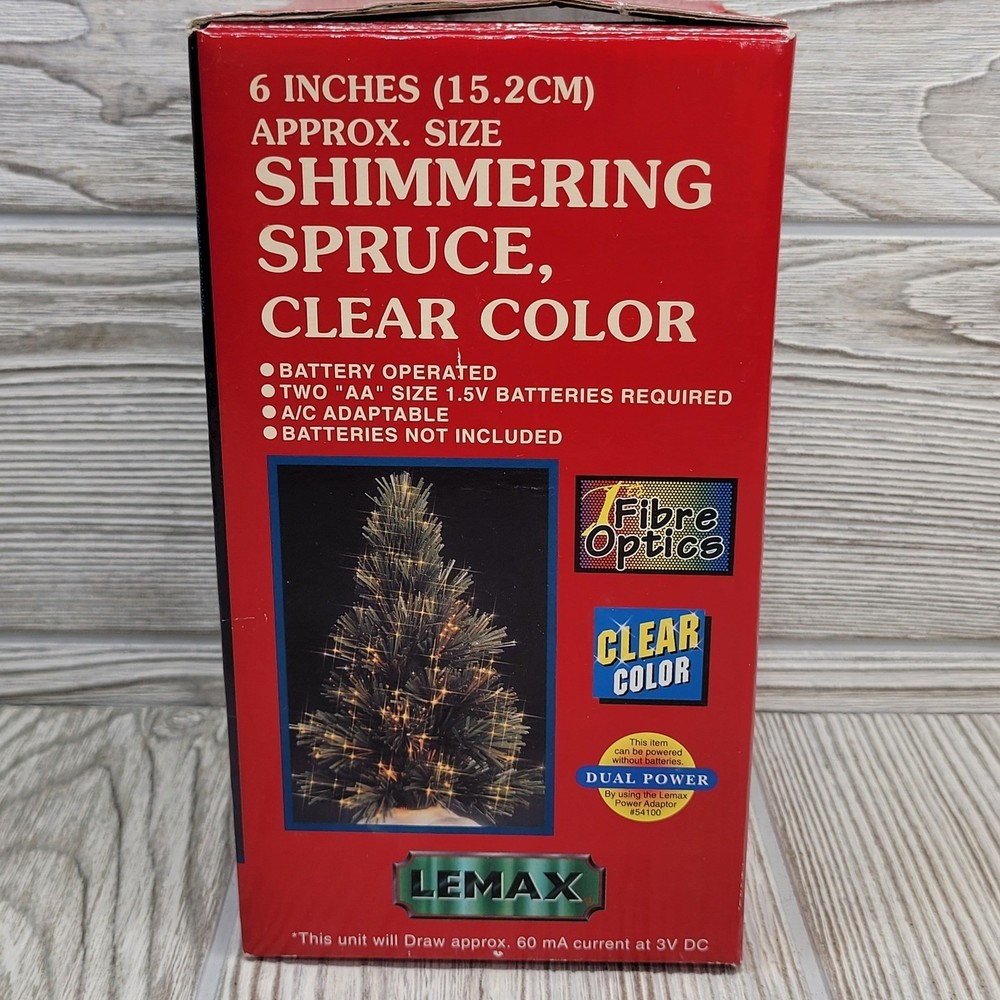 6 INCHES (15.2CM)
APPROX. SIZE
SHIMMERING
SPRUCE,
CLEAR COLOR
● BATTERY OPERATED
● TWO "AA" SIZE 1.5V BATTERIES REQUIRED
● A/C ADAPTABLE
● BATTERIES NOT INCLUDED
Fibre
Optics
CLEAR
COLOR
This item
can be powered
without batteries.
DUAL POWER
By using the Lemax
Power Adaptor
#54100
LEMAX
*This unit will Draw approx. 60 mA current at 3V DC